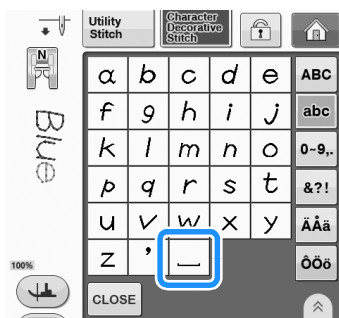 Utility Stitch
Character Decorative Stitch
N
a b c d e ABC
f g h i j abc
k l m n o 0~9,.
p q r s t &?!
u v w x y ÄÅä
z ’ ⎵ ôÖö
Blue
100%
CLOSE